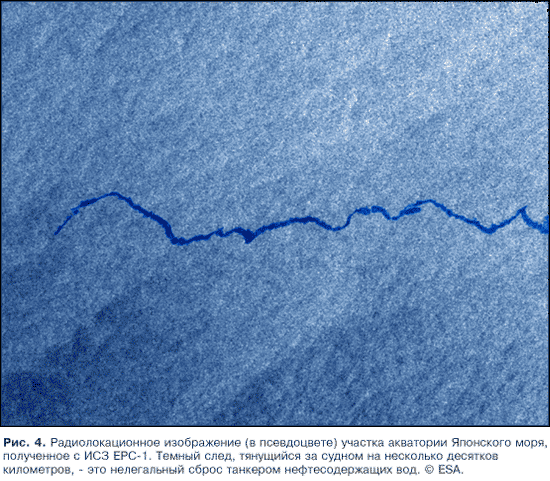 Рис. 4. Радиолокационное изображение (в псевдоцвете) участка акватории Японского моря,
полученное с ИСЗ ЕРС-1. Темный след, тянущийся за судном на несколько десятков
километров, - это нелегальный сброс танкером нефтесодержащих вод. © ESA.